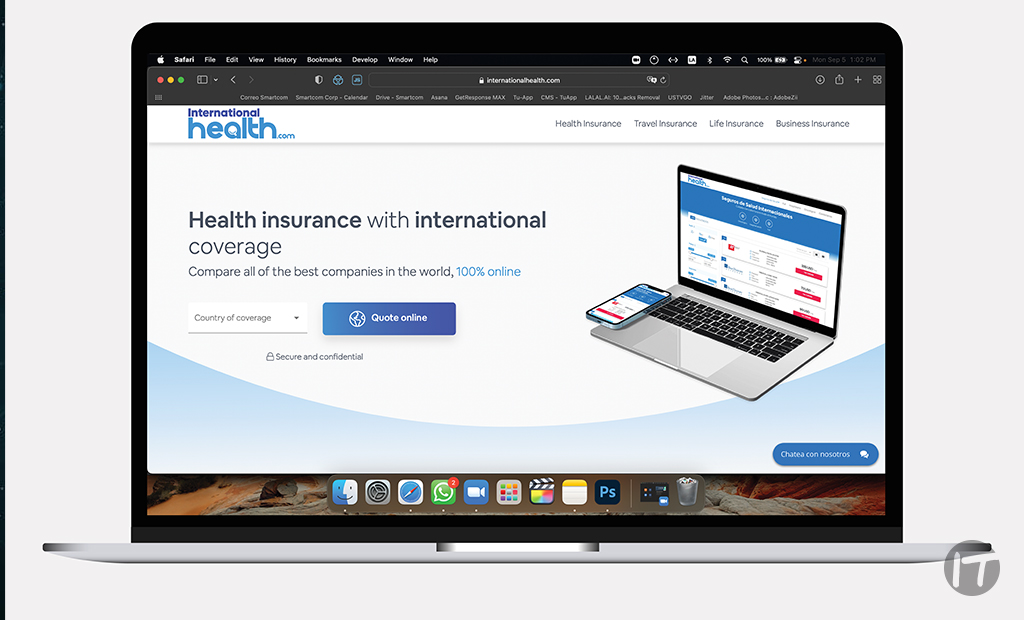 Safari File Edit View History Bookmarks Develop Window Help LA 100% Mon Sep 5 1:02 PM
internationalhealth.com
Correo Smartcom Smartcom Corp - Calendar Drive - Smartcom Asana GetResponse MAX Tu-App CMS - TuApp LALAL.AI: 10...acks Removal USTVGO Jitter Adobe Photos...c : AdobeZii
International
health.com
Health Insurance Travel Insurance Life Insurance Business Insurance
Health insurance with international
coverage
Compare all of the best companies in the world, 100% online
Country of coverage
Quote online
Secure and confidential
health
Seguros de Salud Internacionales
Chatea con nosotros
2
Ps
IT